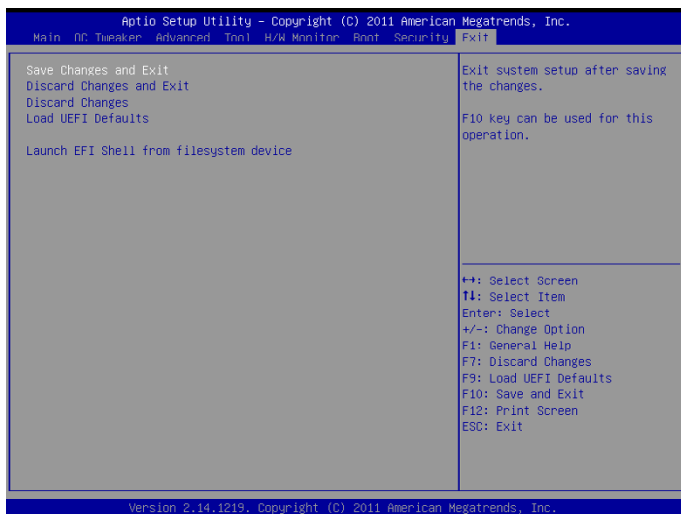 Aptio Setup Utility – Copyright (C) 2011 American Megatrends, Inc.
Main OC Tweaker Advanced Tool H/W Monitor Boot Security Exit
Save Changes and Exit
Discard Changes and Exit
Discard Changes
Load UEFI Defaults
Launch EFI Shell from filesystem device
Exit system setup after saving
the changes.
F10 key can be used for this
operation.
↔: Select Screen
↑↓: Select Item
Enter: Select
+/-: Change Option
F1: General Help
F7: Discard Changes
F9: Load UEFI Defaults
F10: Save and Exit
F12: Print Screen
ESC: Exit
Version 2.14.1219. Copyright (C) 2011 American Megatrends, Inc.